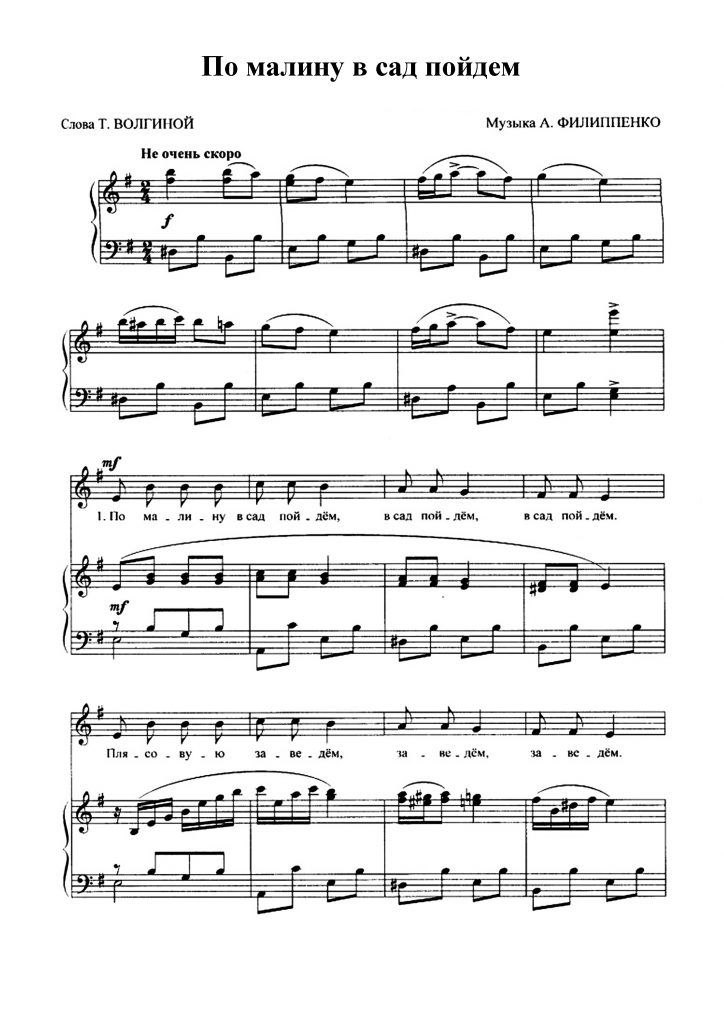 По малину в сад пойдем
Слова Т. ВОЛГИНОЙ
Музыка А. ФИЛИППЕНКО
Не очень скоро
f
mf
1. По ма - ли - ну в сад пой - дём, в сад пой - дём, в сад пой - дём.
mf
Пля - со - ву - ю за - ве - дём, за - ве - дём, за - ве - дём.